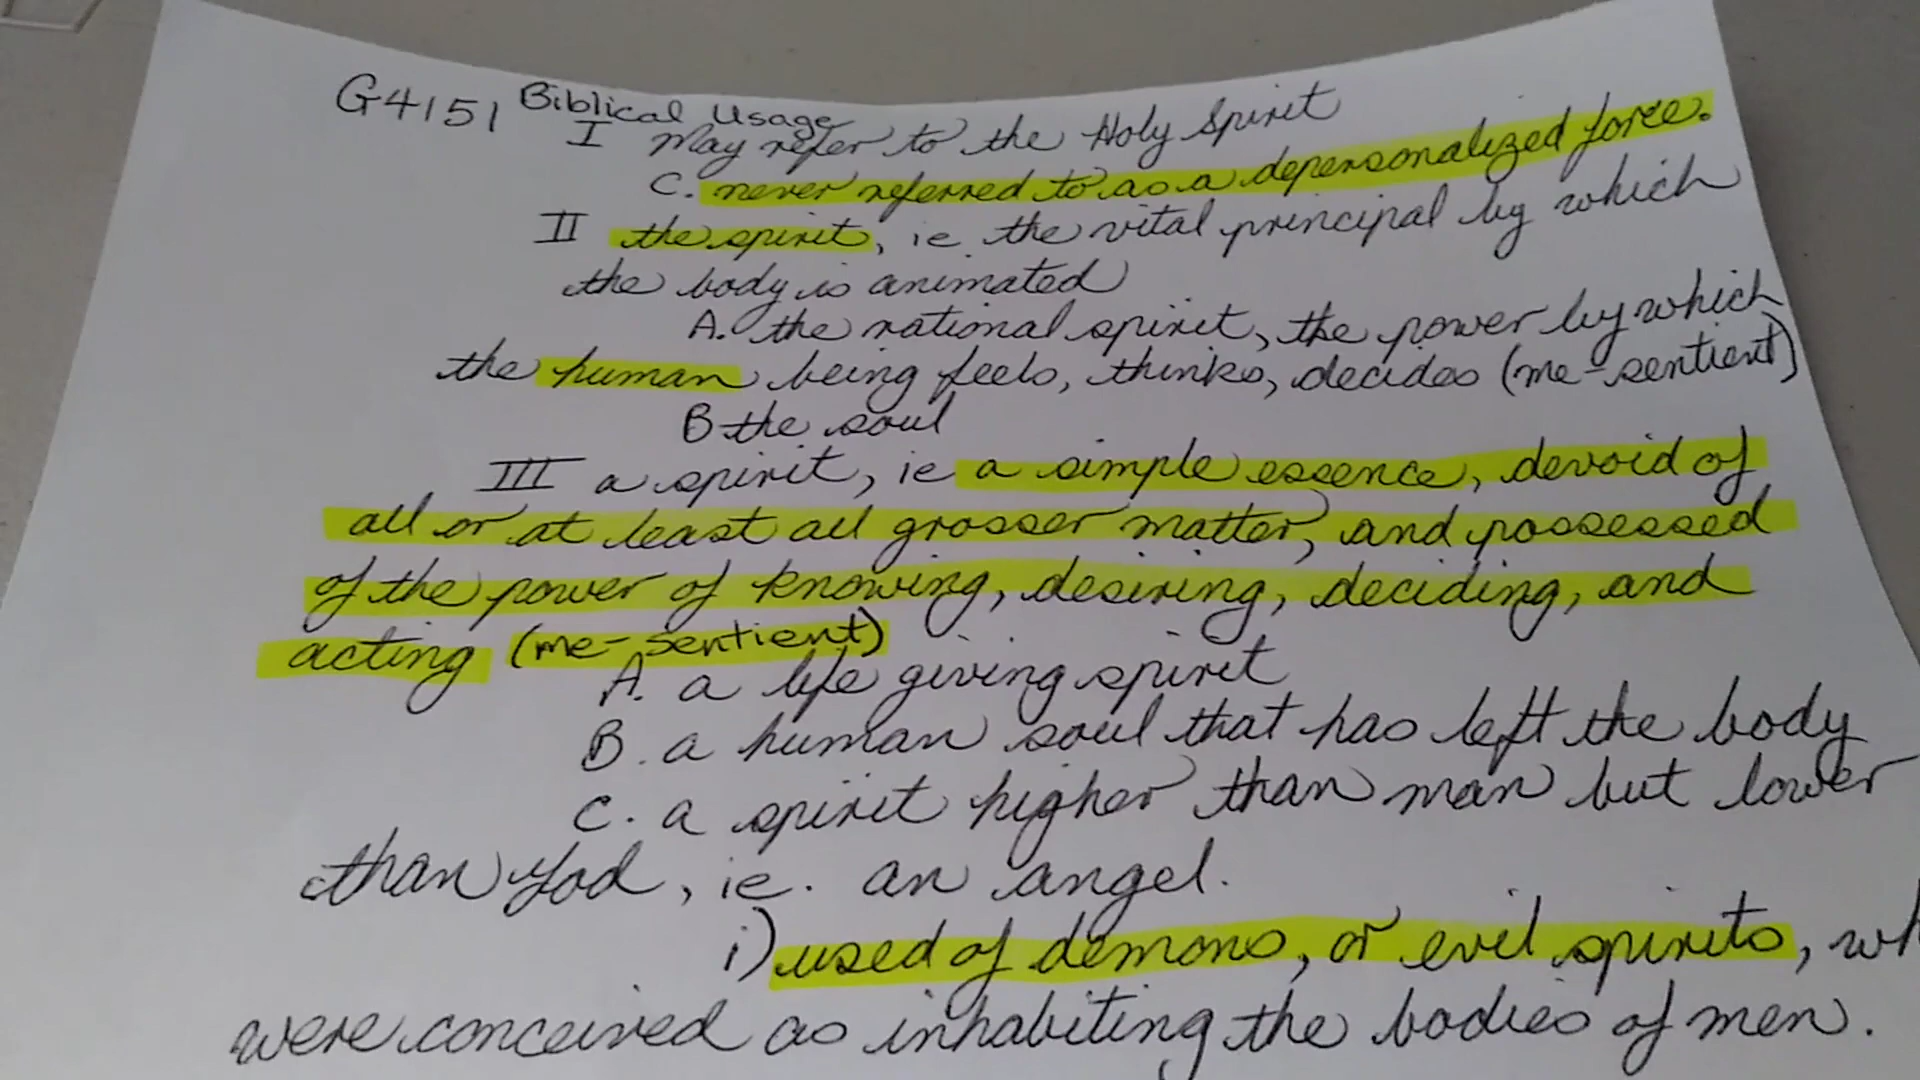 G4151 Biblical Usage
I May refer to the Holy Spirit
C. never referred to as a depersonalized force.
II the spirit, ie the vital principal by which
the body is animated
A. the rational spirit, the power by which
the human being feels, thinks, decides (me-sentient)
B the soul
III a spirit, ie a simple essence, devoid of
all or at least all grosser matter, and possessed
of the power of knowing, desiring, deciding, and
acting (me-sentient)
A. a life giving spirit
B. a human soul that has left the body
C. a spirit higher than man but lower
than God, ie. an angel.
i) used of demons, or evil spirits,
were conceived as inhabiting the bodies of men.